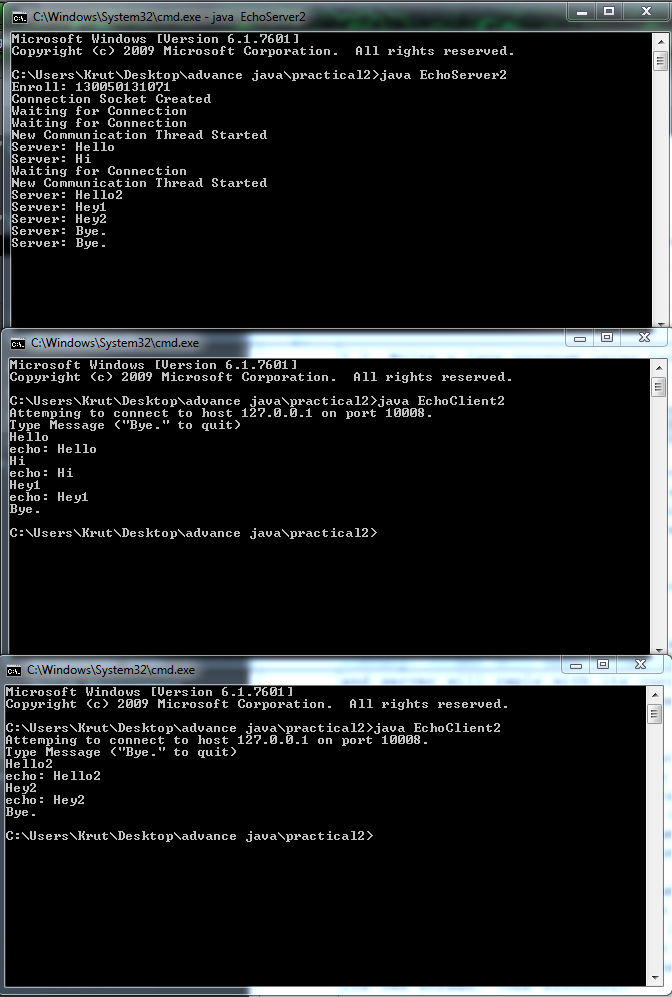 C:\Windows\System32\cmd.exe - java  EchoServer2
Microsoft Windows [Version 6.1.7601]
Copyright (c) 2009 Microsoft Corporation.  All rights reserved.
C:\Users\Krut\Desktop\advance java\practical2>java EchoServer2
Enroll: 130050131071
Connection Socket Created
Waiting for Connection
Waiting for Connection
New Communication Thread Started
Server: Hello
Server: Hi
Waiting for Connection
New Communication Thread Started
Server: Hello2
Server: Hey1
Server: Hey2
Server: Bye.
Server: Bye.
C:\Windows\System32\cmd.exe
Microsoft Windows [Version 6.1.7601]
Copyright (c) 2009 Microsoft Corporation.  All rights reserved.
C:\Users\Krut\Desktop\advance java\practical2>java EchoClient2
Attemping to connect to host 127.0.0.1 on port 10008.
Type Message ("Bye." to quit)
Hello
echo: Hello
Hi
echo: Hi
Hey1
echo: Hey1
Bye.
C:\Users\Krut\Desktop\advance java\practical2>
C:\Windows\System32\cmd.exe
Microsoft Windows [Version 6.1.7601]
Copyright (c) 2009 Microsoft Corporation.  All rights reserved.
C:\Users\Krut\Desktop\advance java\practical2>java EchoClient2
Attemping to connect to host 127.0.0.1 on port 10008.
Type Message ("Bye." to quit)
Hello2
echo: Hello2
Hey2
echo: Hey2
Bye.
C:\Users\Krut\Desktop\advance java\practical2>